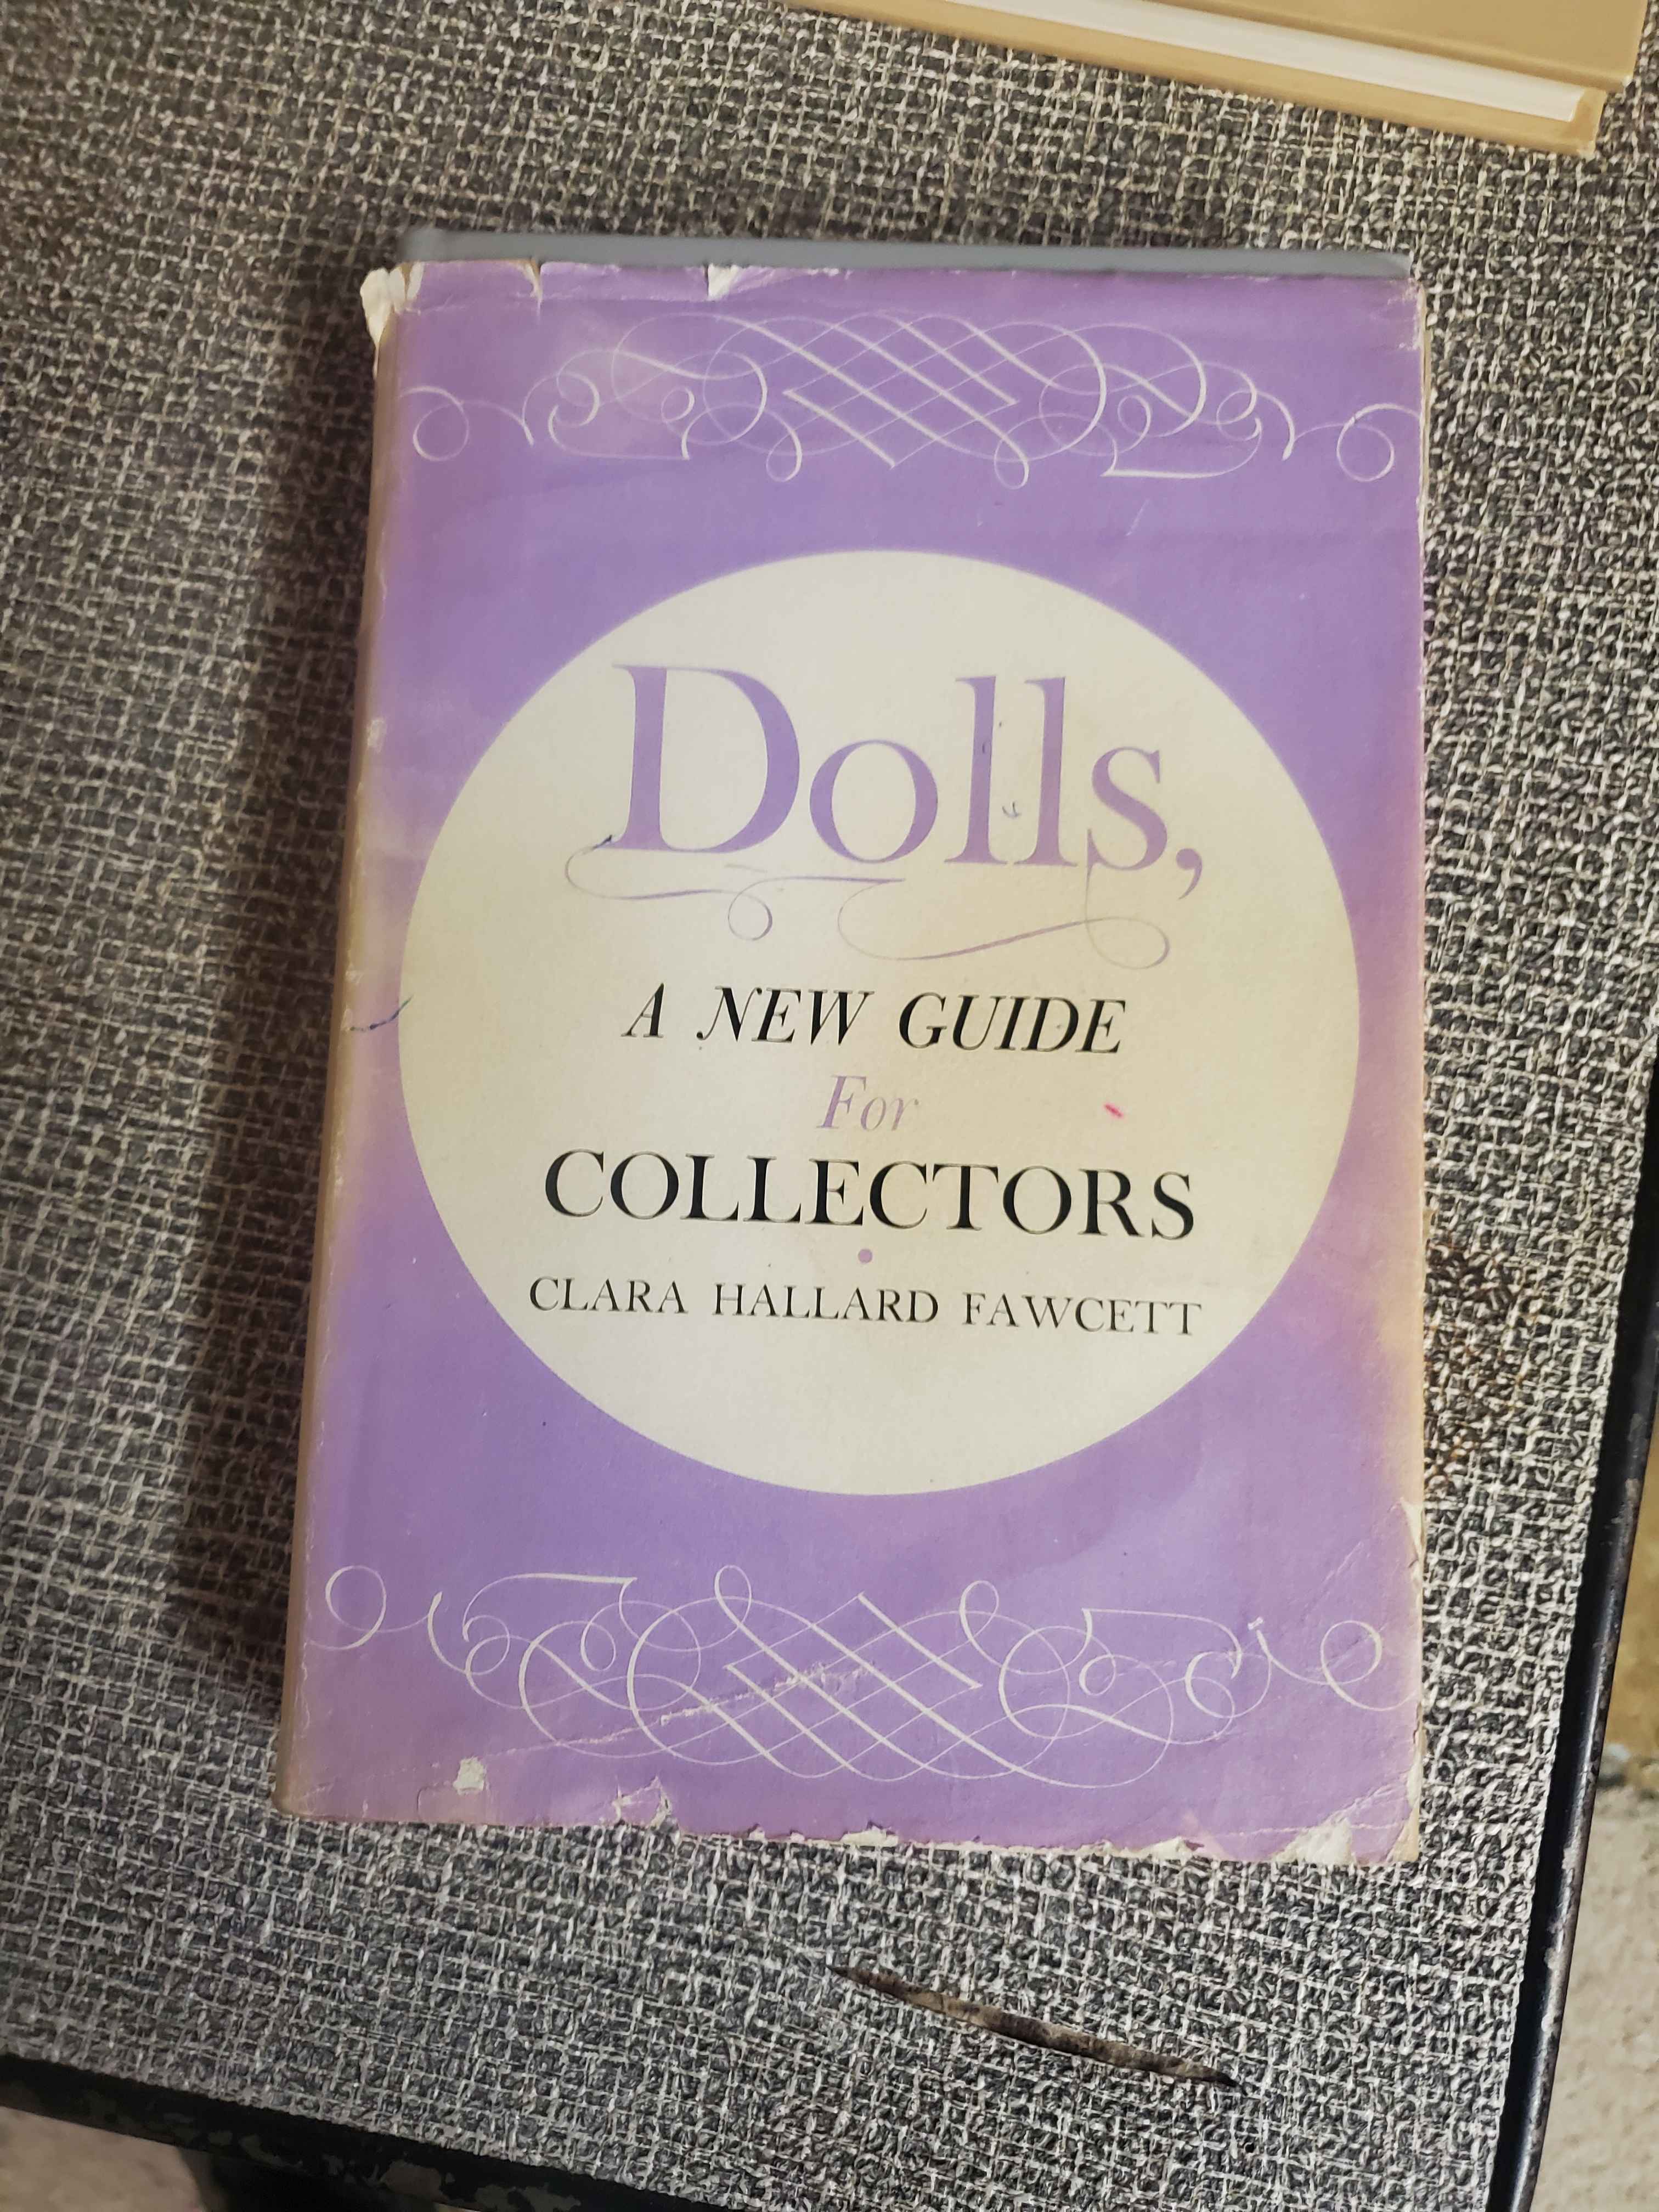 Dolls,
A NEW GUIDE
For
COLLECTORS
CLARA HALLARD FAWCETT